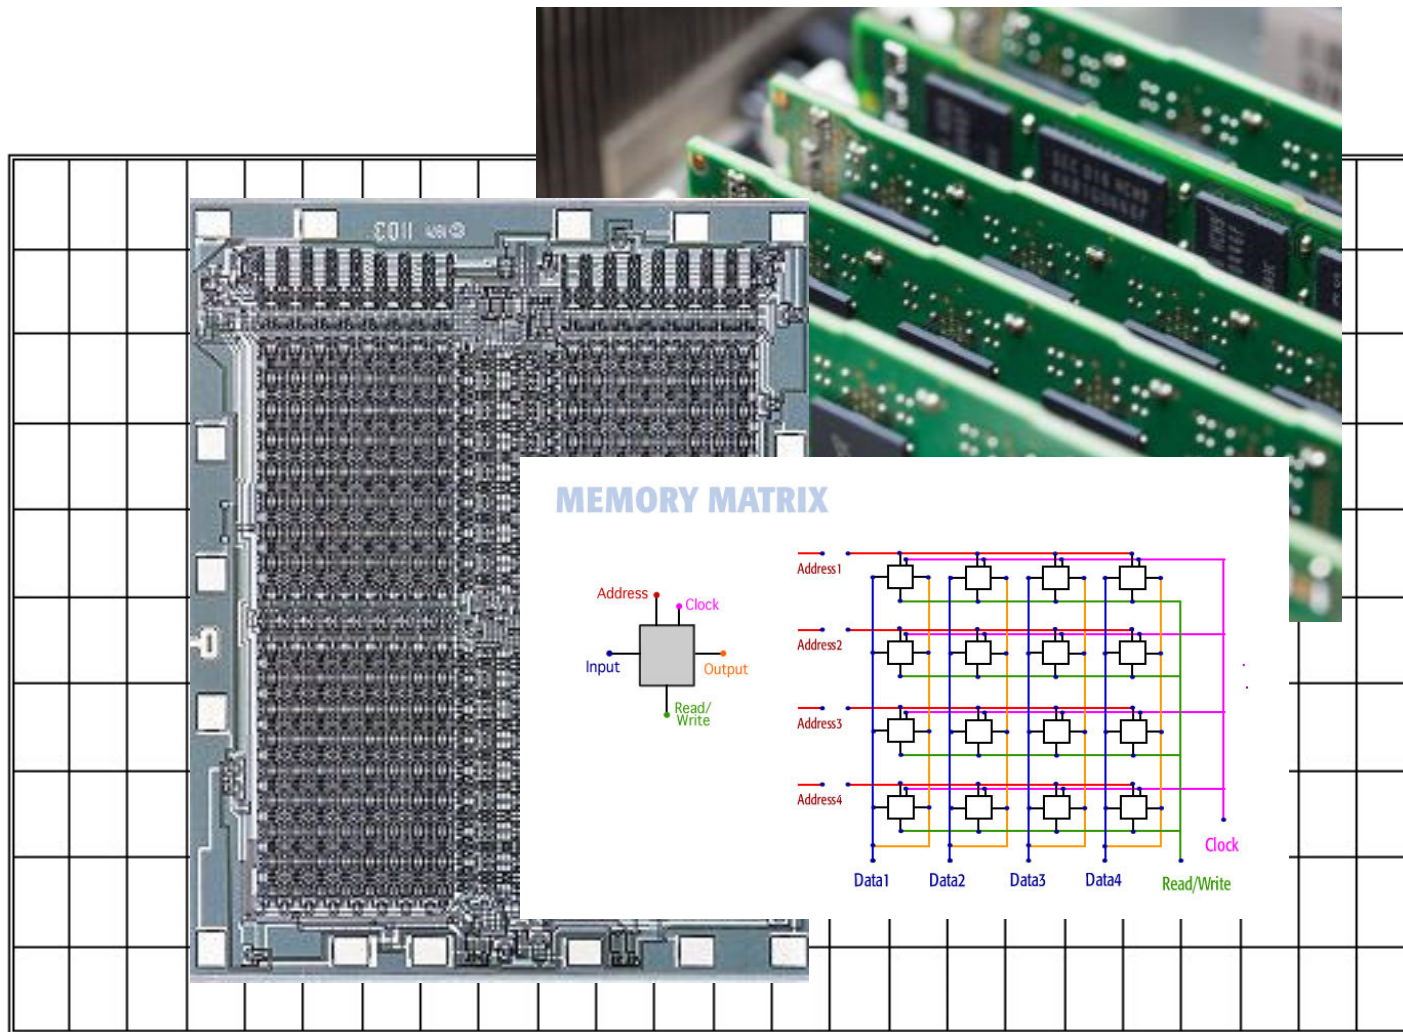 MEMORY MATRIX
Address
Clock
Input
Output
Read/
Write
Address1
Address2
Address3
Address4
Data1
Data2
Data3
Data4
Read/Write
Clock